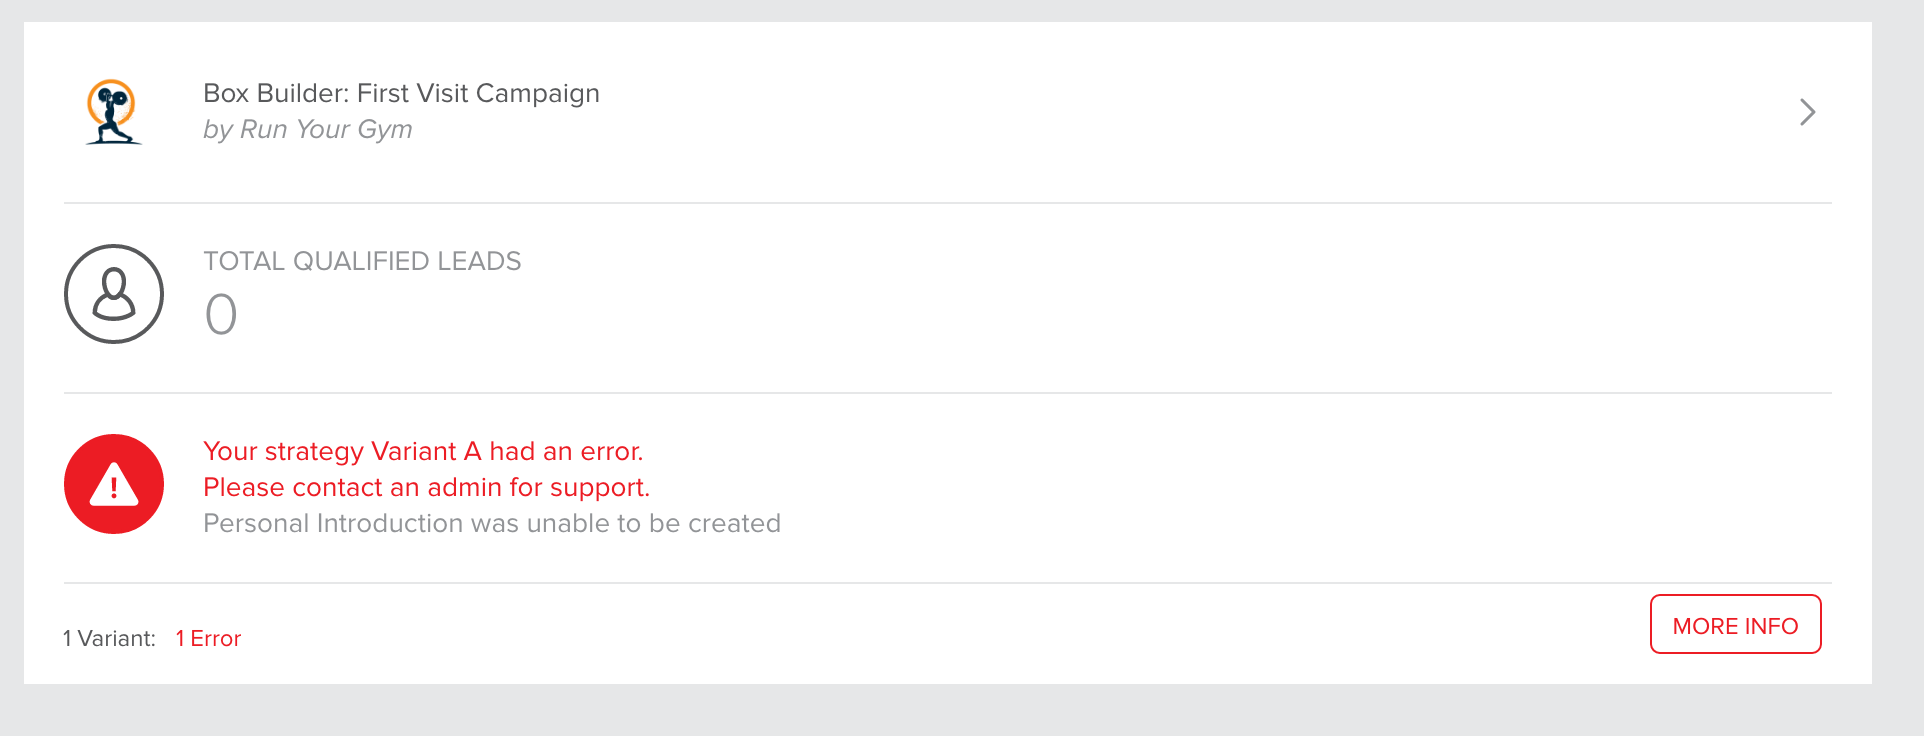 Box Builder: First Visit Campaign
by Run Your Gym
TOTAL QUALIFIED LEADS
0
Your strategy Variant A had an error.
Please contact an admin for support.
Personal Introduction was unable to be created
1 Variant: 1 Error
MORE INFO